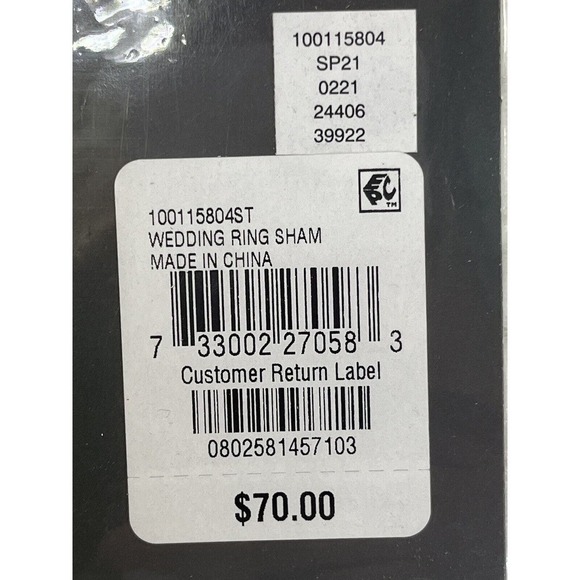 100115804
SP21
0221
24406
39922
100115804ST
WEDDING RING SHAM
MADE IN CHINA
7 33002 27058 3
Customer Return Label
0802581457103
$70.00